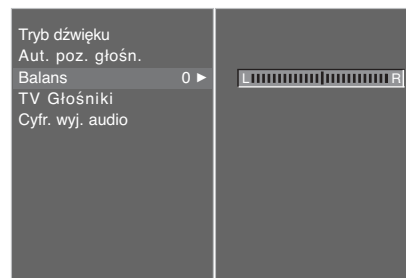 Tryb dźwięku
Aut. poz. głośn.
Balans 0 ►
L R
TV Głośniki
Cyfr. wyj. audio